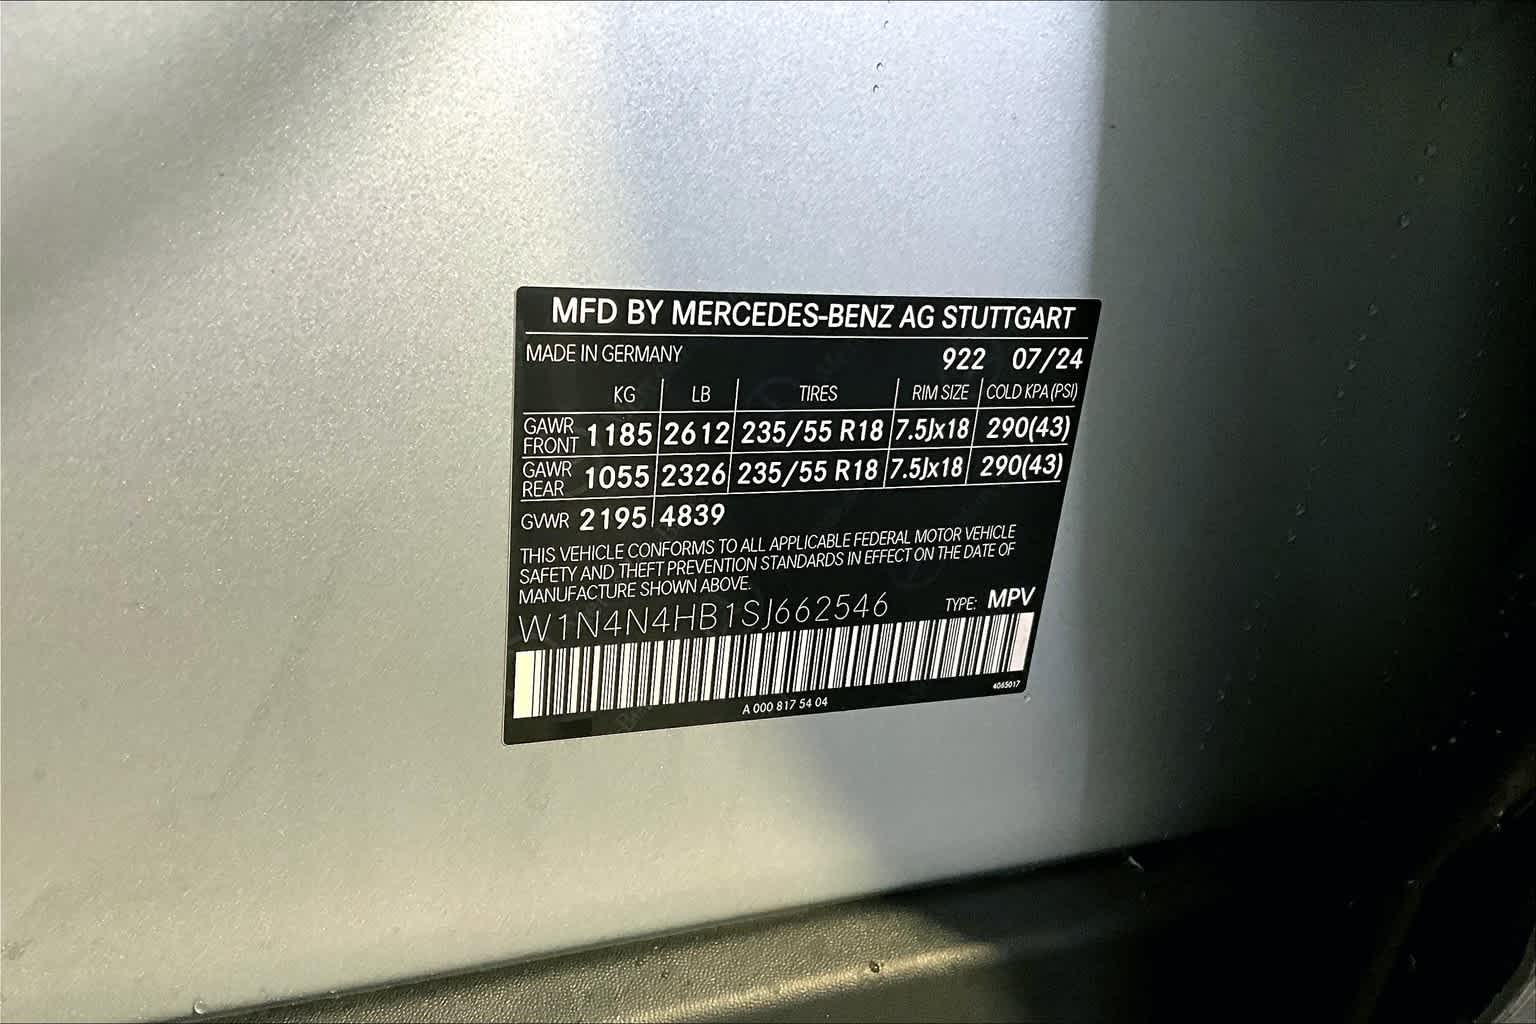 MFD BY MERCEDES-BENZ AG STUTTGART
MADE IN GERMANY 922 07/24
KG LB TIRES RIM SIZE COLD KPA(PSI)
GAWR FRONT 1185 2612 235/55 R18 7.5Jx18 290(43)
GAWR REAR 1055 2326 235/55 R18 7.5Jx18 290(43)
GVWR 2195 4839
THIS VEHICLE CONFORMS TO ALL APPLICABLE FEDERAL MOTOR VEHICLE
SAFETY AND THEFT PREVENTION STANDARDS IN EFFECT ON THE DATE OF
MANUFACTURE SHOWN ABOVE.
W1N4N4HB1SJ662546 TYPE: MPV
4065017
A 000 817 54 04